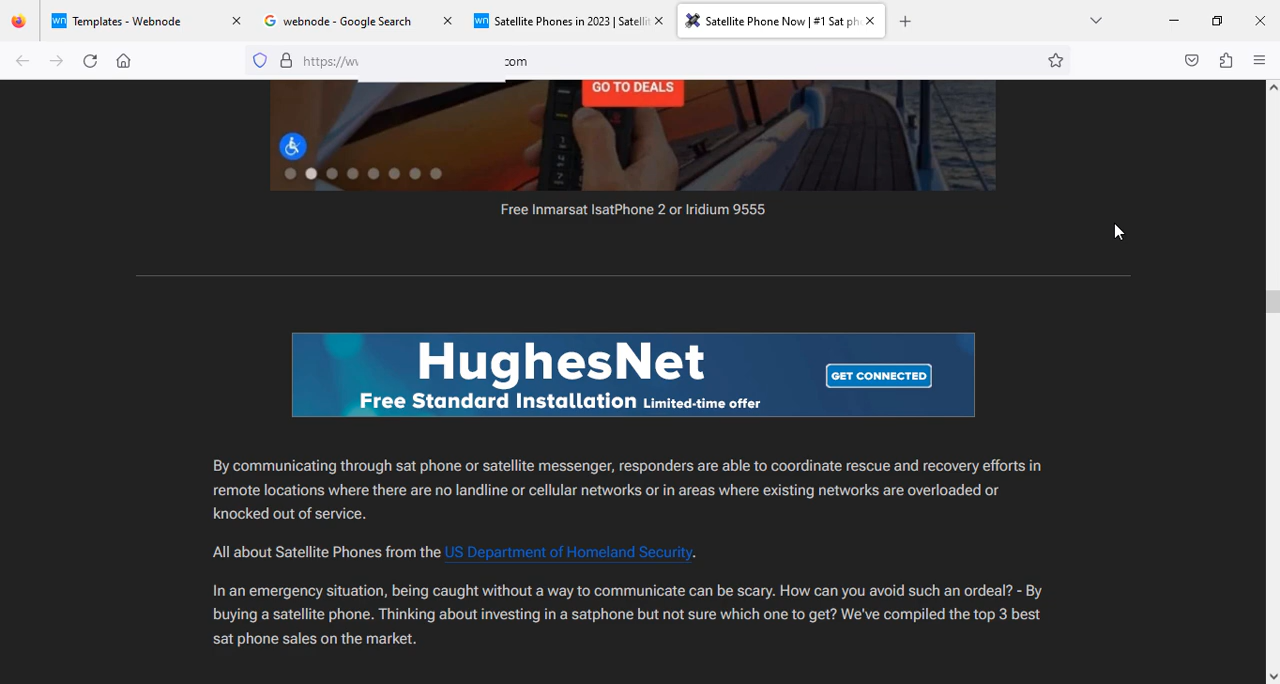 Templates - Webnode
webnode - Google Search
Satellite Phones in 2023 | Satellit
Satellite Phone Now | #1 Sat ph
https://w
com
GO TO DEALS
Free Inmarsat IsatPhone 2 or Iridium 9555
HughesNet
Free Standard Installation Limited-time offer
GET CONNECTED
By communicating through sat phone or satellite messenger, responders are able to coordinate rescue and recovery efforts in
remote locations where there are no landline or cellular networks or in areas where existing networks are overloaded or
knocked out of service.
All about Satellite Phones from the US Department of Homeland Security.
In an emergency situation, being caught without a way to communicate can be scary. How can you avoid such an ordeal? - By
buying a satellite phone. Thinking about investing in a satphone but not sure which one to get? We've compiled the top 3 best
sat phone sales on the market.